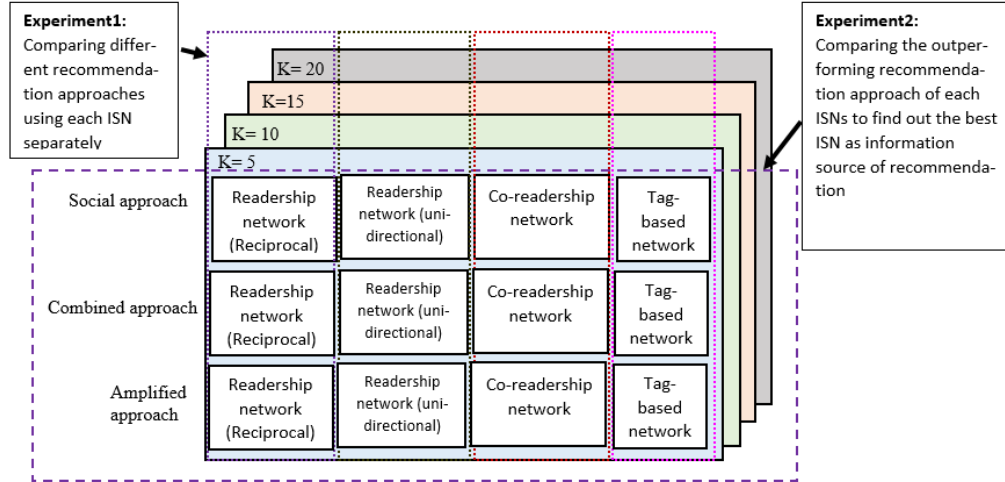 Experiment1:
Comparing differ-
ent recommenda-
tion approaches
using each ISN
separately
Experiment2:
Comparing the outper-
forming recommenda-
tion approach of each
ISNs to find out the best
ISN as information
source of recommenda-
tion
K= 20
K=15
K= 10
K= 5
Social approach
Readership
network
(Reciprocal)
Readership
network (uni-
directional)
Co-readership
network
Tag-
based
network
Combined approach
Readership
network
(Reciprocal)
Readership
network (uni-
directional)
Co-readership
network
Tag-
based
network
Amplified
approach
Readership
network
(Reciprocal)
Readership
network (uni-
directional)
Co-readership
network
Tag-
based
network